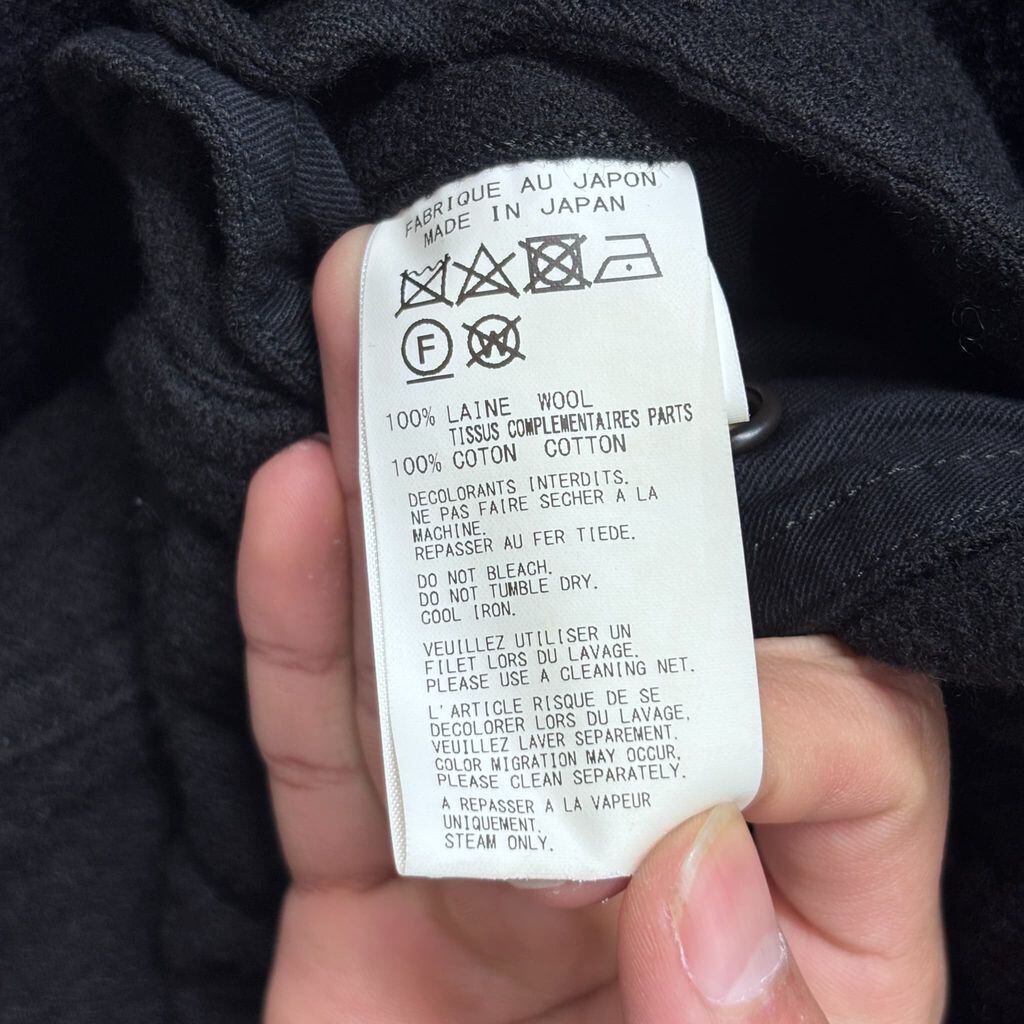 FABRIQUE AU JAPON
MADE IN JAPAN
F W
100% LAINE WOOL
TISSUS COMPLEMENTAIRES PARTS
100% COTON COTTON
DECOLORANTS INTERDITS.
NE PAS FAIRE SECHER A LA
MACHINE.
REPASSER AU FER TIEDE.
DO NOT BLEACH.
DO NOT TUMBLE DRY.
COOL IRON.
VEUILLEZ UTILISER UN
FILET LORS DU LAVAGE.
PLEASE USE A CLEANING NET.
L'ARTICLE RISQUE DE SE
DECOLORER LORS DU LAVAGE,
VEUILLEZ LAVER SEPAREMENT.
COLOR MIGRATION MAY OCCUR,
PLEASE CLEAN SEPARATELY.
A REPASSER A LA VAPEUR
UNIQUEMENT.
STEAM ONLY.